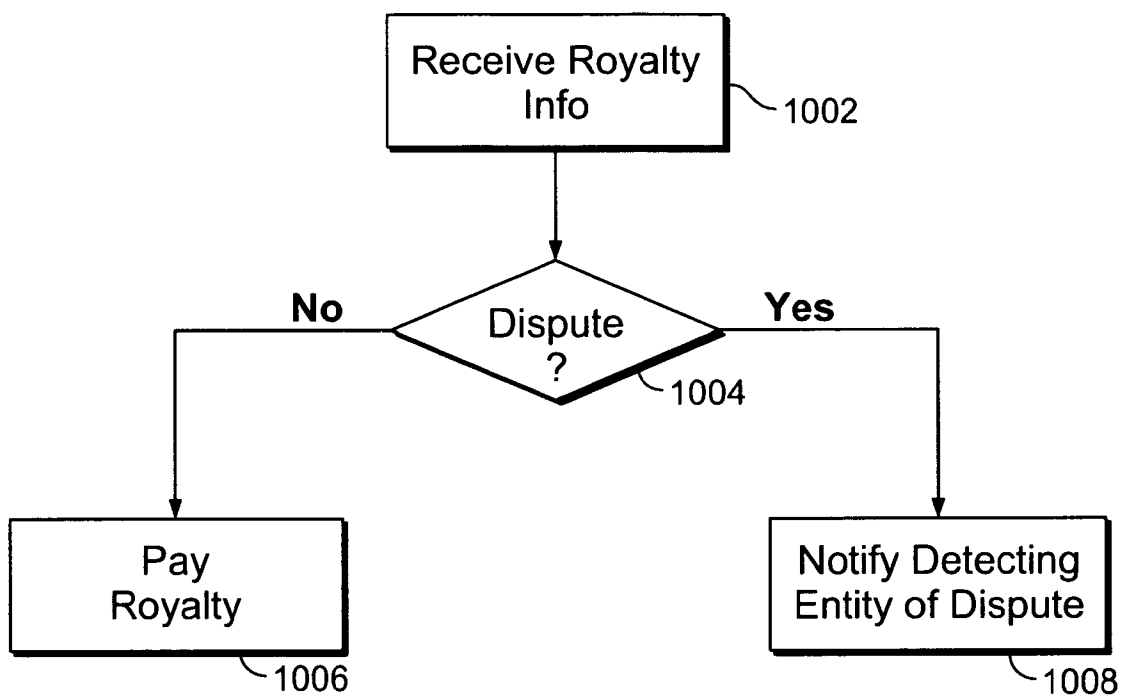 Receive Royalty
Info
1002
No
Yes
Dispute
?
1004
Pay
Royalty
1006
Notify Detecting
Entity of Dispute
1008